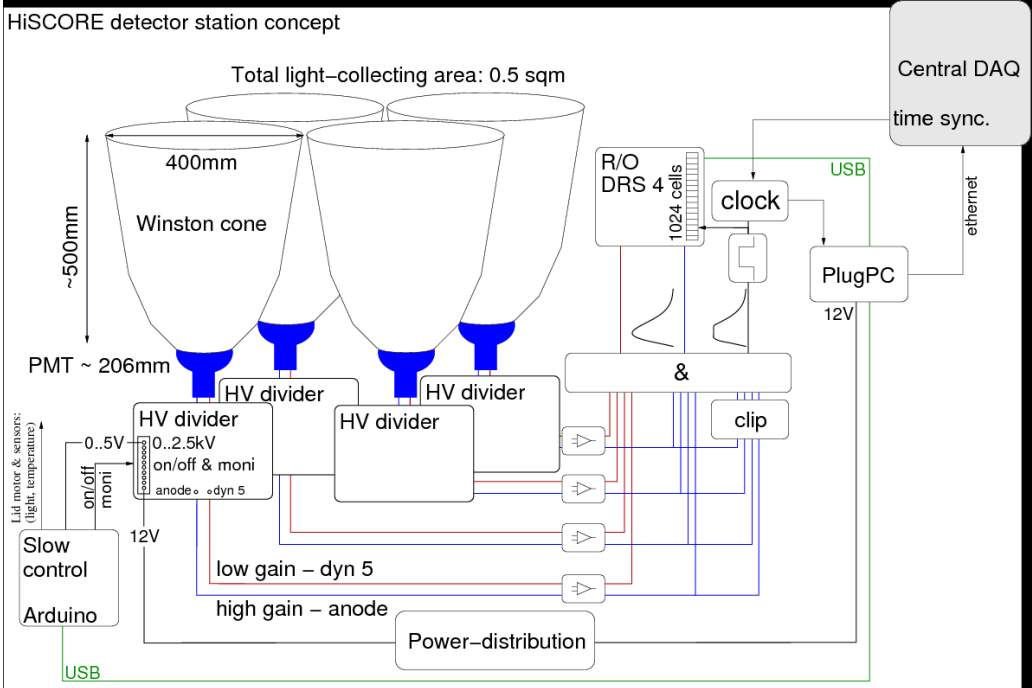 HiSCORE detector station concept
Total light−collecting area: 0.5 sqm
Central DAQ
time sync.
400mm
Winston cone
~500mm
PMT ~ 206mm
R/O
DRS 4
1024 cells
USB
clock
ethernet
PlugPC
12V
&
clip
HV divider
HV divider
HV divider
HV divider
0..5V
0..2.5kV
on/off & moni
anode
dyn 5
on/off
moni
Lid motor & sensors:
(light, temperature)
12V
Slow
control
Arduino
low gain − dyn 5
high gain − anode
Power−distribution
USB